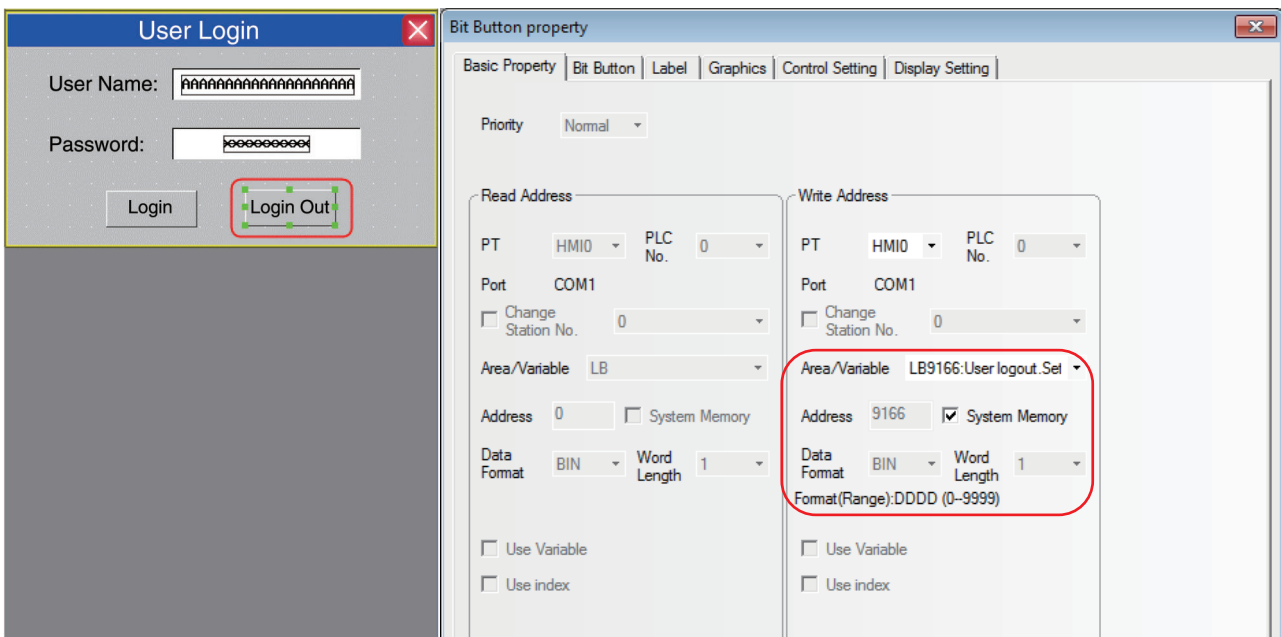 User Login
User Name: AAAAAAAAAAAAAAAAAAAA
Password: xxxxxxxxxx
Login Login Out
Bit Button property
Basic Property Bit Button Label Graphics Control Setting Display Setting
Priority Normal
Read Address
PT HMI0 PLC No. 0
Port COM1
Change Station No. 0
Area/Variable LB
Address 0 System Memory
Data Format BIN Word Length 1
Use Variable
Use index
Write Address
PT HMI0 PLC No. 0
Port COM1
Change Station No. 0
Area/Variable LB9166:User logout.Set
Address 9166 System Memory
Data Format BIN Word Length 1
Format(Range):DDDD (0--9999)
Use Variable
Use index